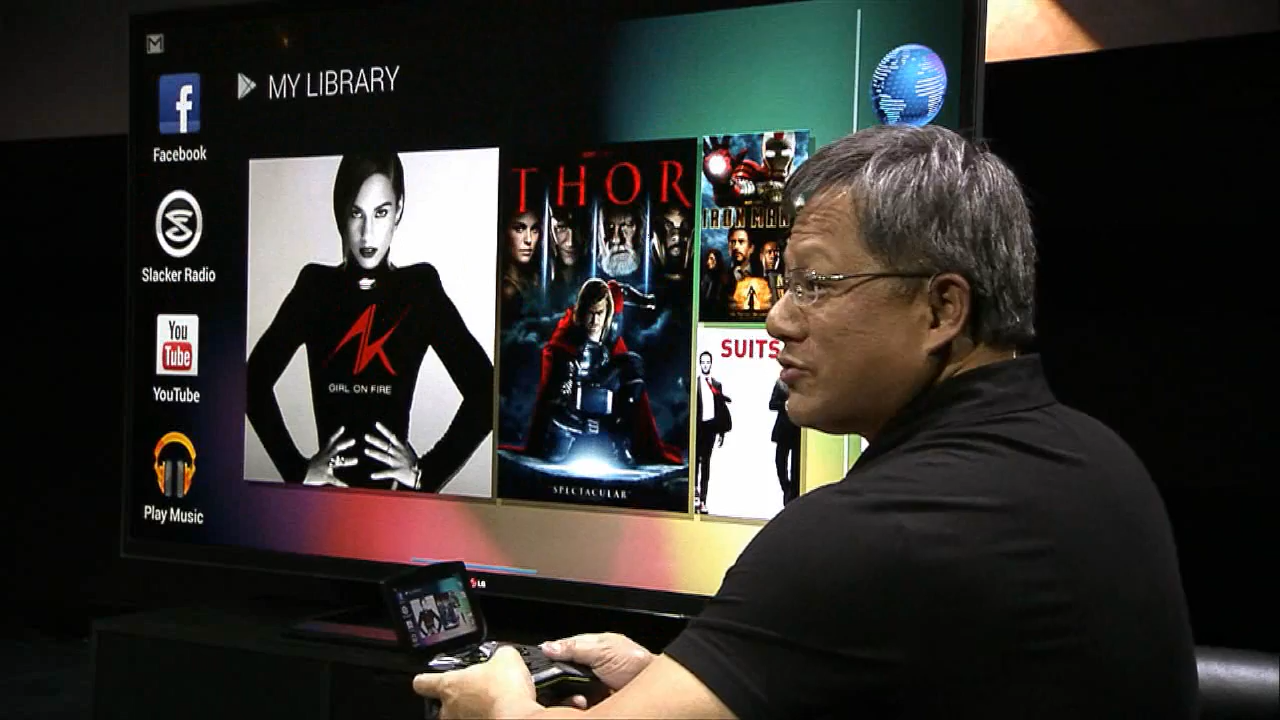 MY LIBRARY
Facebook
Slacker Radio
You
Tube
YouTube
Play Music
AK
GIRL ON FIRE
THOR
"SPECTACULAR"
IRON MAN
SUITS
LG